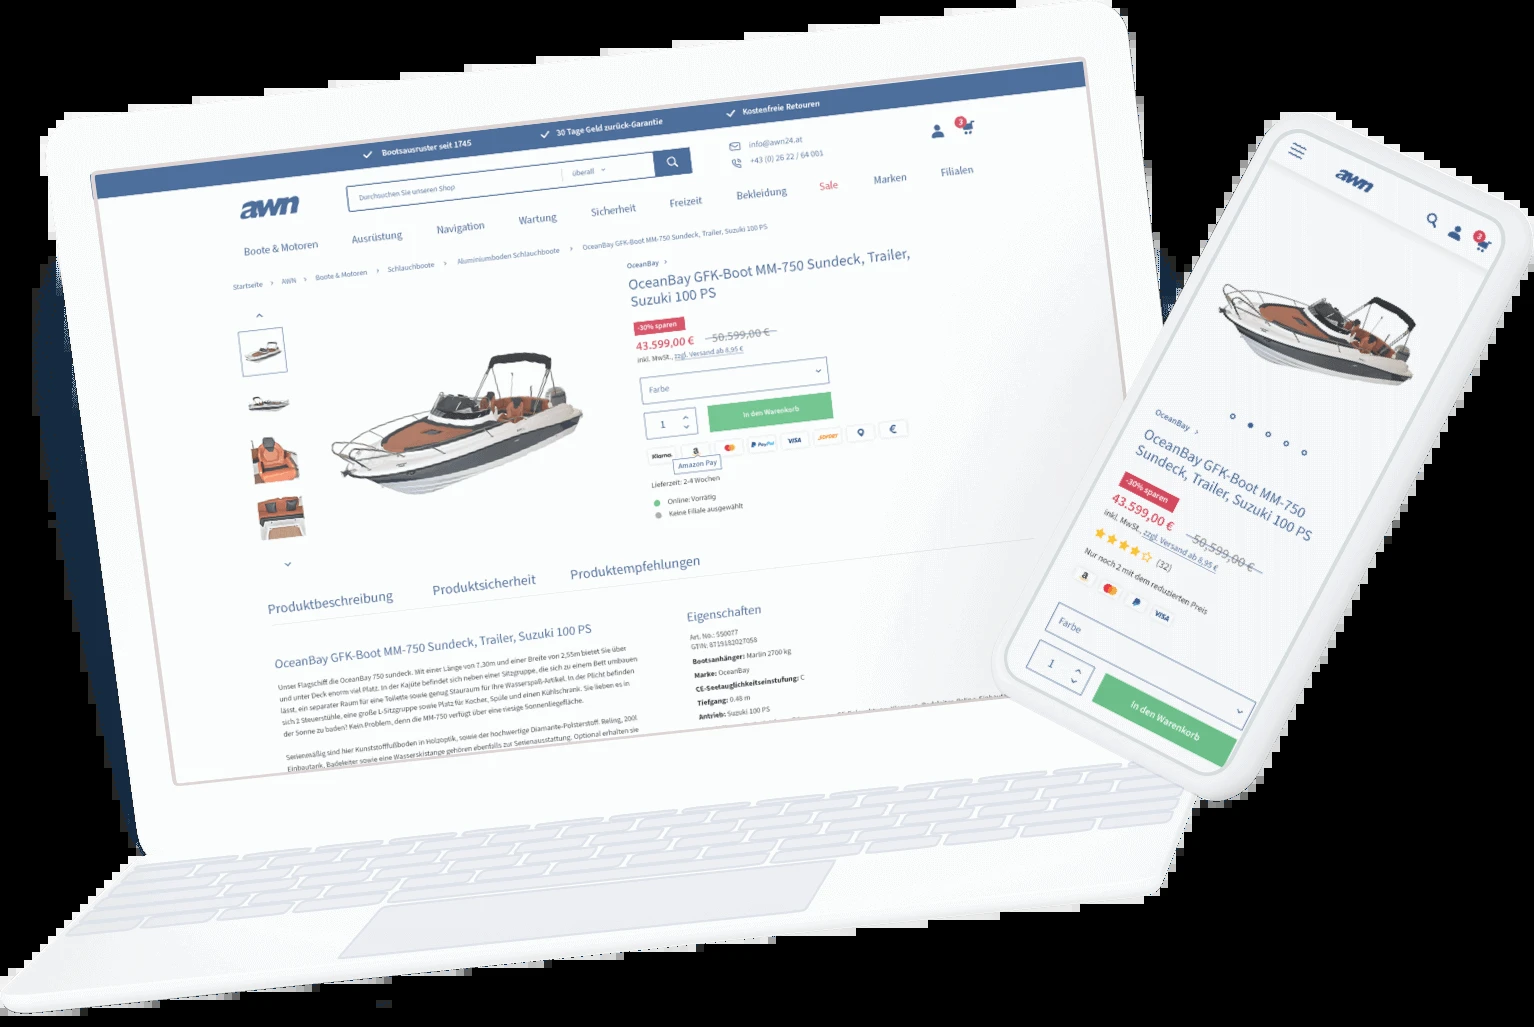 Bootsausruster seit 1745
30 Tage Geld zurück-Garantie
Kostenfreie Retouren
awn
Durchsuchen Sie unseren Shop
überall
info@awn24.at
+43 (0) 26 22 / 64 001
3
Boote & Motoren
Ausrüstung
Navigation
Wartung
Sicherheit
Freizeit
Bekleidung
Sale
Marken
Filialen
Startseite > AWN > Boote & Motoren > Schlauchboote > Aluminiumboden Schlauchboote > OceanBay GFK-Boot MM-750 Sundeck, Trailer, Suzuki 100 PS
OceanBay >
OceanBay GFK-Boot MM-750 Sundeck, Trailer,
Suzuki 100 PS
-30% sparen
43.599,00 € 50.599,00 €
inkl. MwSt., zzgl. Versand ab 8,95 €
Farbe
1
In den Warenkorb
Klarna. a PayPal VISA SOFORT €
Amazon Pay
Lieferzeit: 2-4 Wochen
Online: Vorrätig
Keine Filiale ausgewählt
Produktbeschreibung
Produktsicherheit
Produktempfehlungen
OceanBay GFK-Boot MM-750 Sundeck, Trailer, Suzuki 100 PS
Unser Flagschiff die OceanBay 750 sundeck. Mit einer Länge von 7,30m und einer Breite von 2,55m bietet Sie über
und unter Deck enorm viel Platz. In der Kajüte befindet sich neben einer Sitzgruppe, die sich zu einem Bett umbauen
lässt, ein separater Raum für eine Toilette sowie genug Stauraum für Ihre Wasserspaß-Artikel. In der Plicht befinden
sich 2 Steuerstühle, eine große L-Sitzgruppe sowie Platz für Kocher, Spüle und einen Kühlschrank. Sie lieben es in
der Sonne zu baden? Kein Problem, denn die MM-750 verfügt über eine riesige Sonnenliegefläche.
Serienmäßig sind hier Kunststofffußboden in Holzoptik, sowie der hochwertige Diamante-Polsterstoff. Reling, 200l
Einbautank, Badeleiter sowie eine Wasserskistange gehören ebenfalls zur Serienausstattung. Optional erhalten sie
Eigenschaften
Art. No.: 550077
GTIN: 8719182027058
Bootsanhänger: Marlin 2700 kg
Marke: OceanBay
CE-Seetauglichkeitseinstufung: C
Tiefgang: 0.48 m
Antrieb: Suzuki 100 PS
awn
3
OceanBay >
OceanBay GFK-Boot MM-750
Sundeck, Trailer, Suzuki 100 PS
-30% sparen
43.599,00 € 50.599,00 €
inkl. MwSt., zzgl. Versand ab 8,95 €
(32)
Nur noch 2 mit dem reduzierten Preis
a VISA
Farbe
1
In den Warenkorb